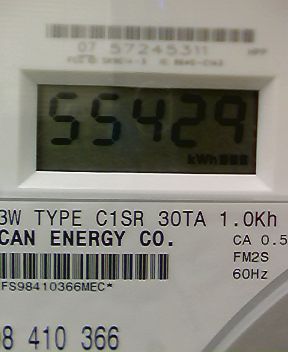 07 57245311
55429
kWh
3W TYPE C1SR 30TA 1.0Kh
CAN ENERGY CO.
CA 0.5
FM2S
60Hz
FS98410366MEC*
98 410 366